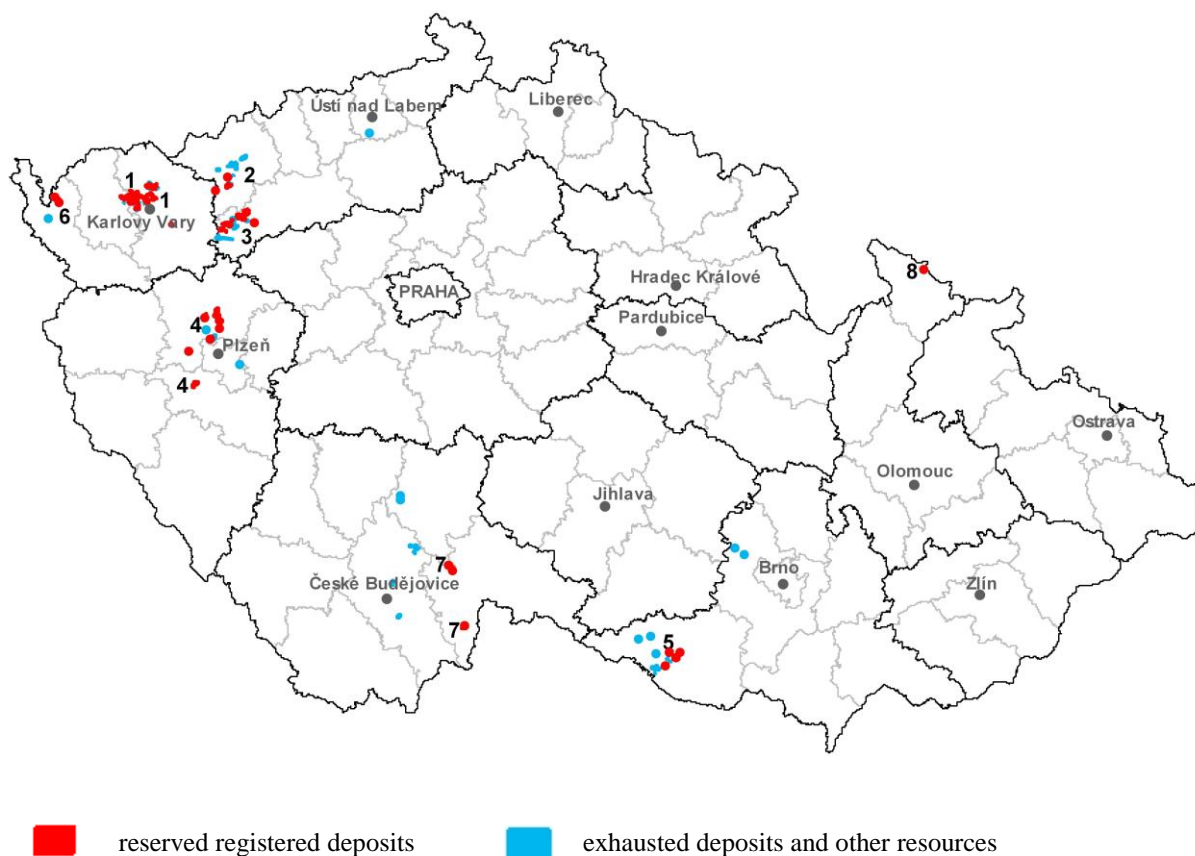 Ústí nad Labem
Liberec
2
1
1
6
Karlovy Vary
3
8
Hradec Králové
PRAHA
Pardubice
4
Plzeň
4
Ostrava
Olomouc
Jihlava
7
Brno
České Budějovice
Zlín
7
5
reserved registered deposits
exhausted deposits and other resources